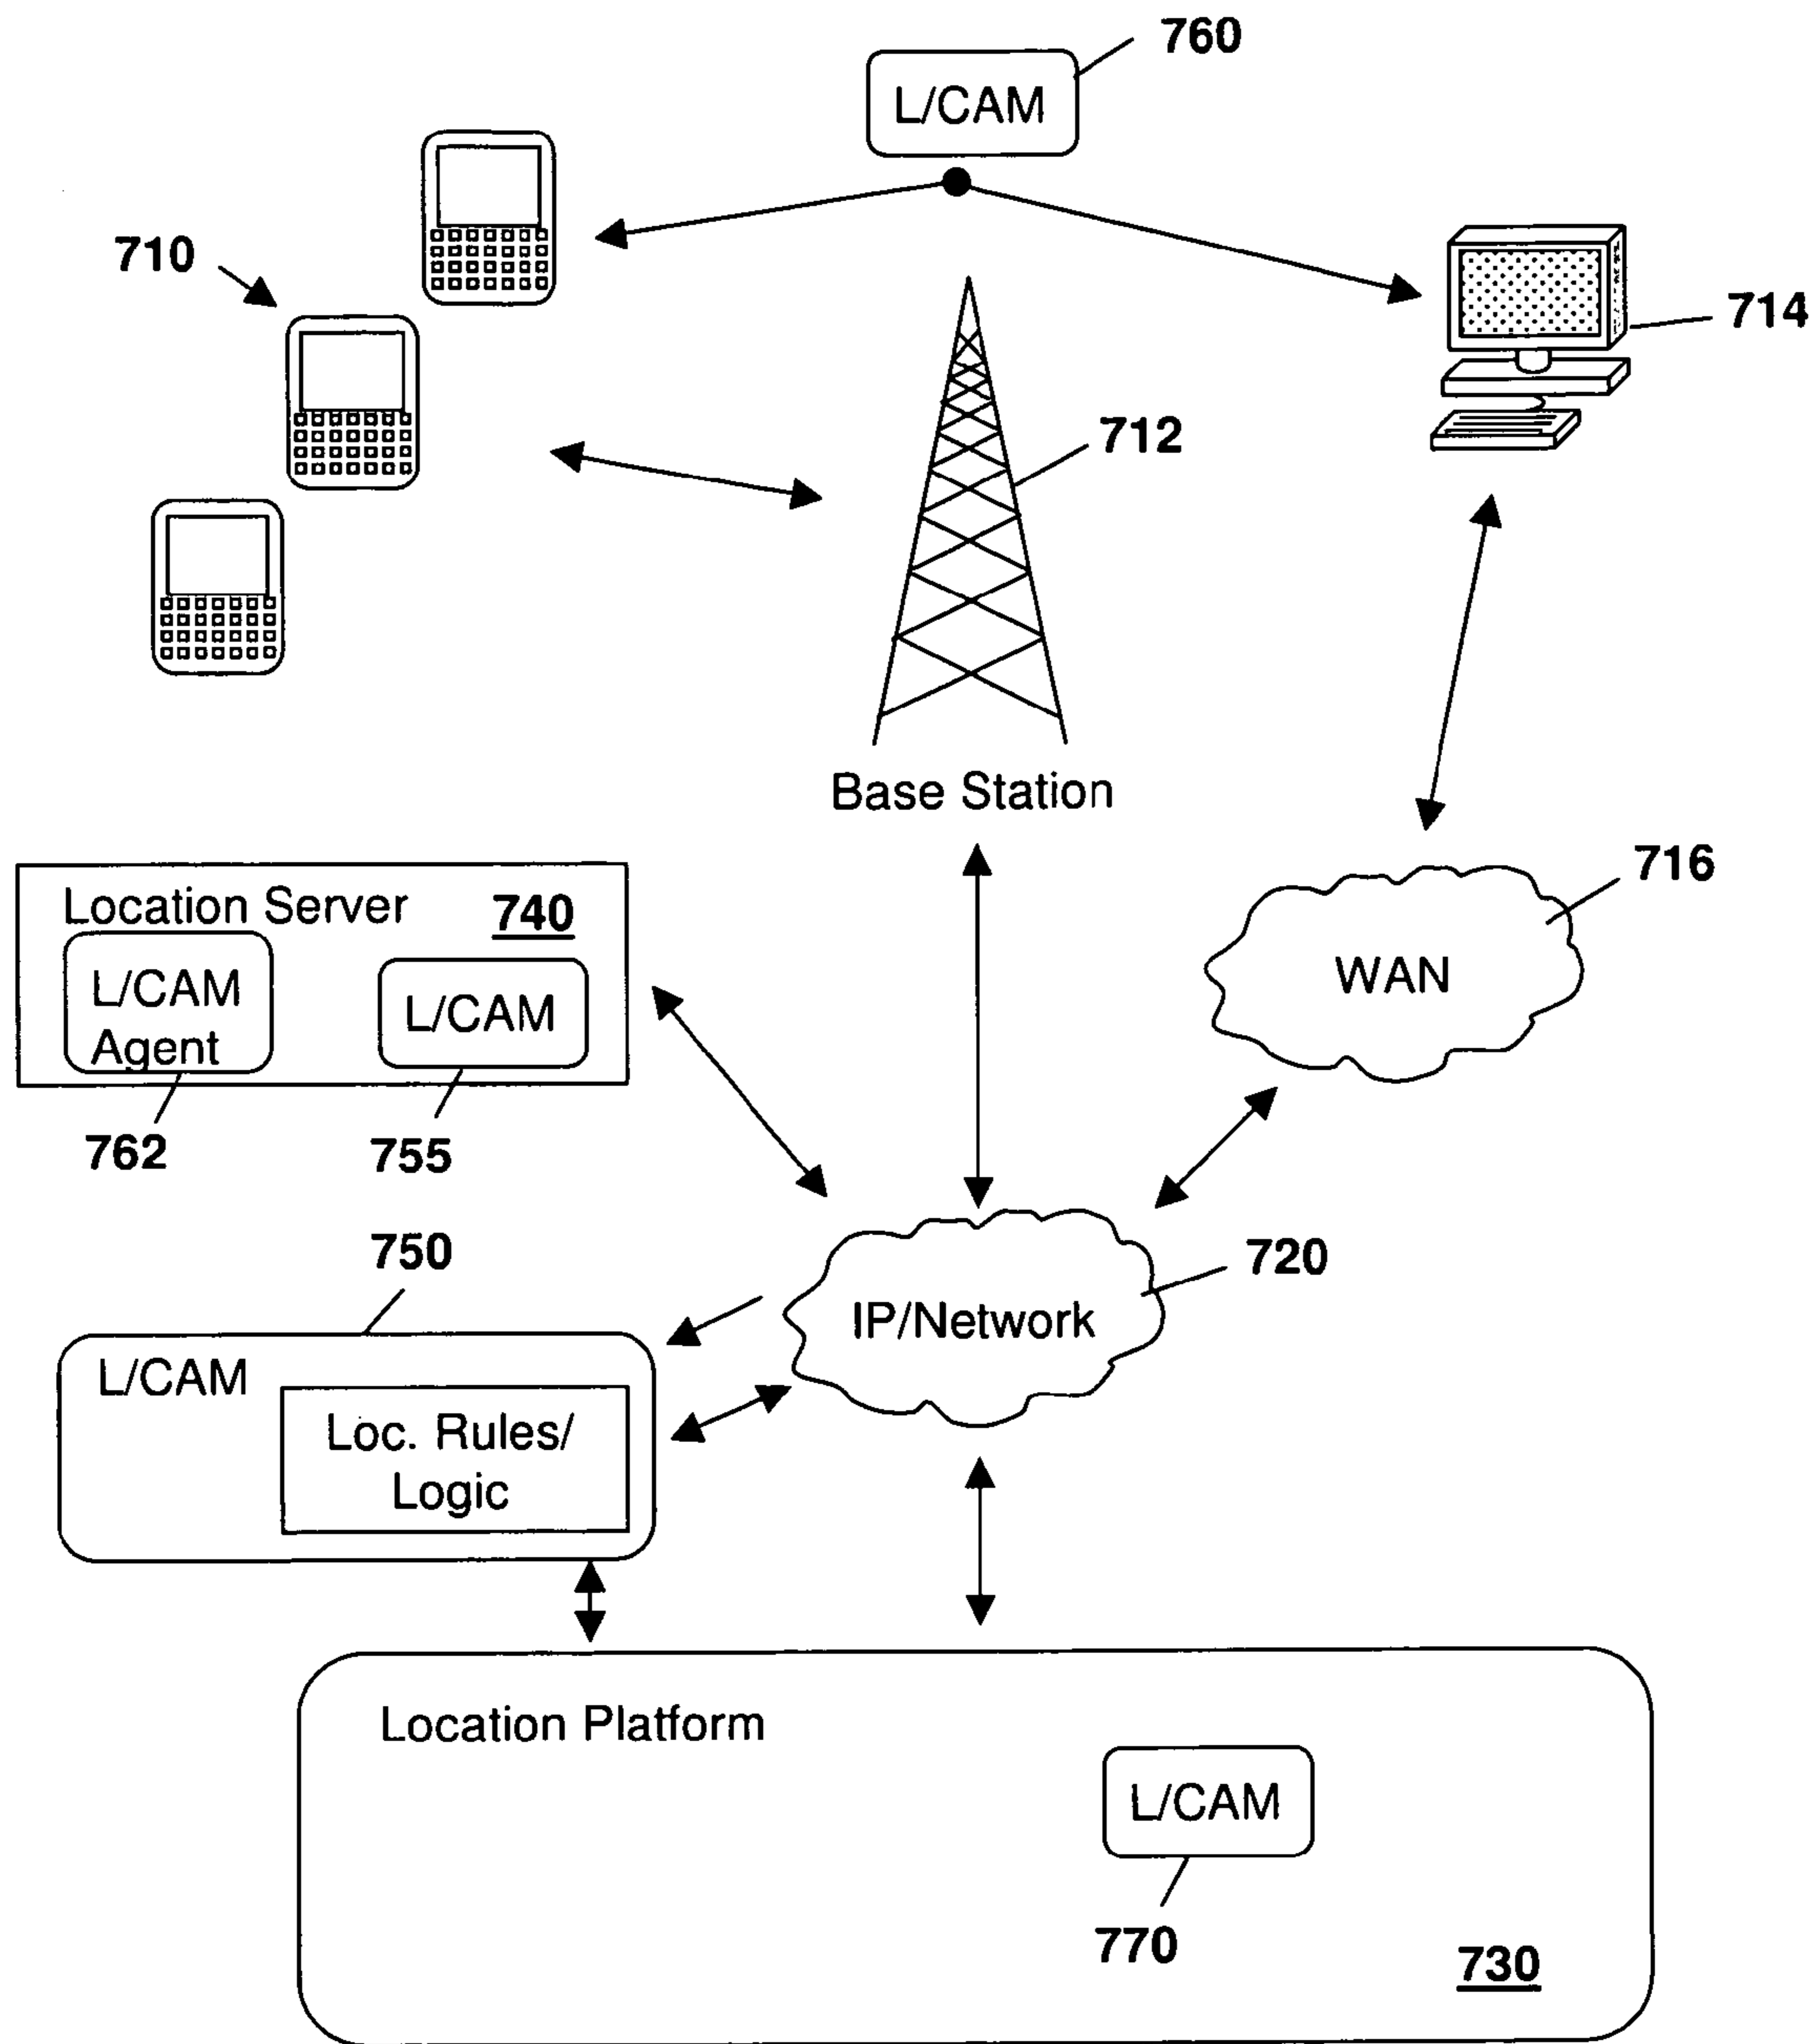 760
L/CAM
710
714
712
Base Station
716
Location Server
740
WAN
L/CAM
Agent
L/CAM
762
755
750
720
IP/Network
L/CAM
Loc. Rules/
Logic
Location Platform
L/CAM
770
730